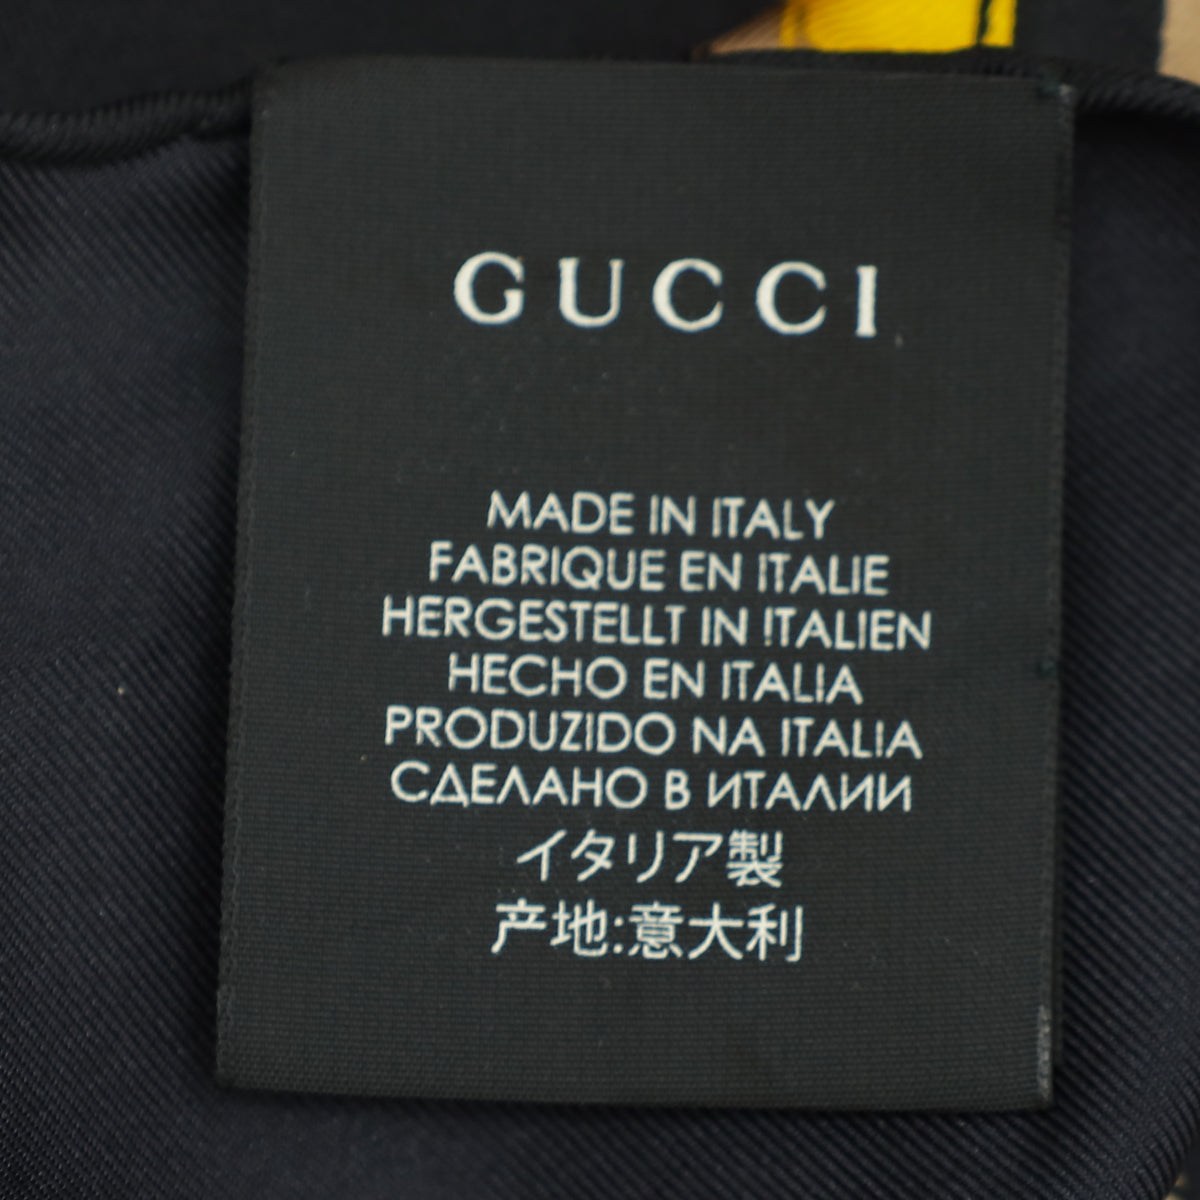 GUCCI
MADE IN ITALY
FABRIQUE EN ITALIE
HERGESTELLT IN ITALIEN
HECHO EN ITALIA
PRODUZIDO NA ITALIA
СДЕЛАНО В ИТАЛИИ
イタリア製
产地:意大利